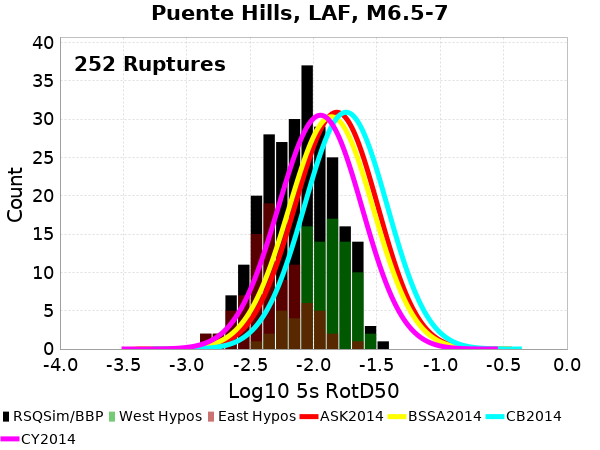 Puente Hills, LAF, M6.5-7
252 Ruptures
Count
40
35
30
25
20
15
10
5
0
-4.0 -3.5 -3.0 -2.5 -2.0 -1.5 -1.0 -0.5 0.0
Log10 5s RotD50
RSQSim/BBP West Hypos East Hypos ASK2014 BSSA2014 CB2014
CY2014